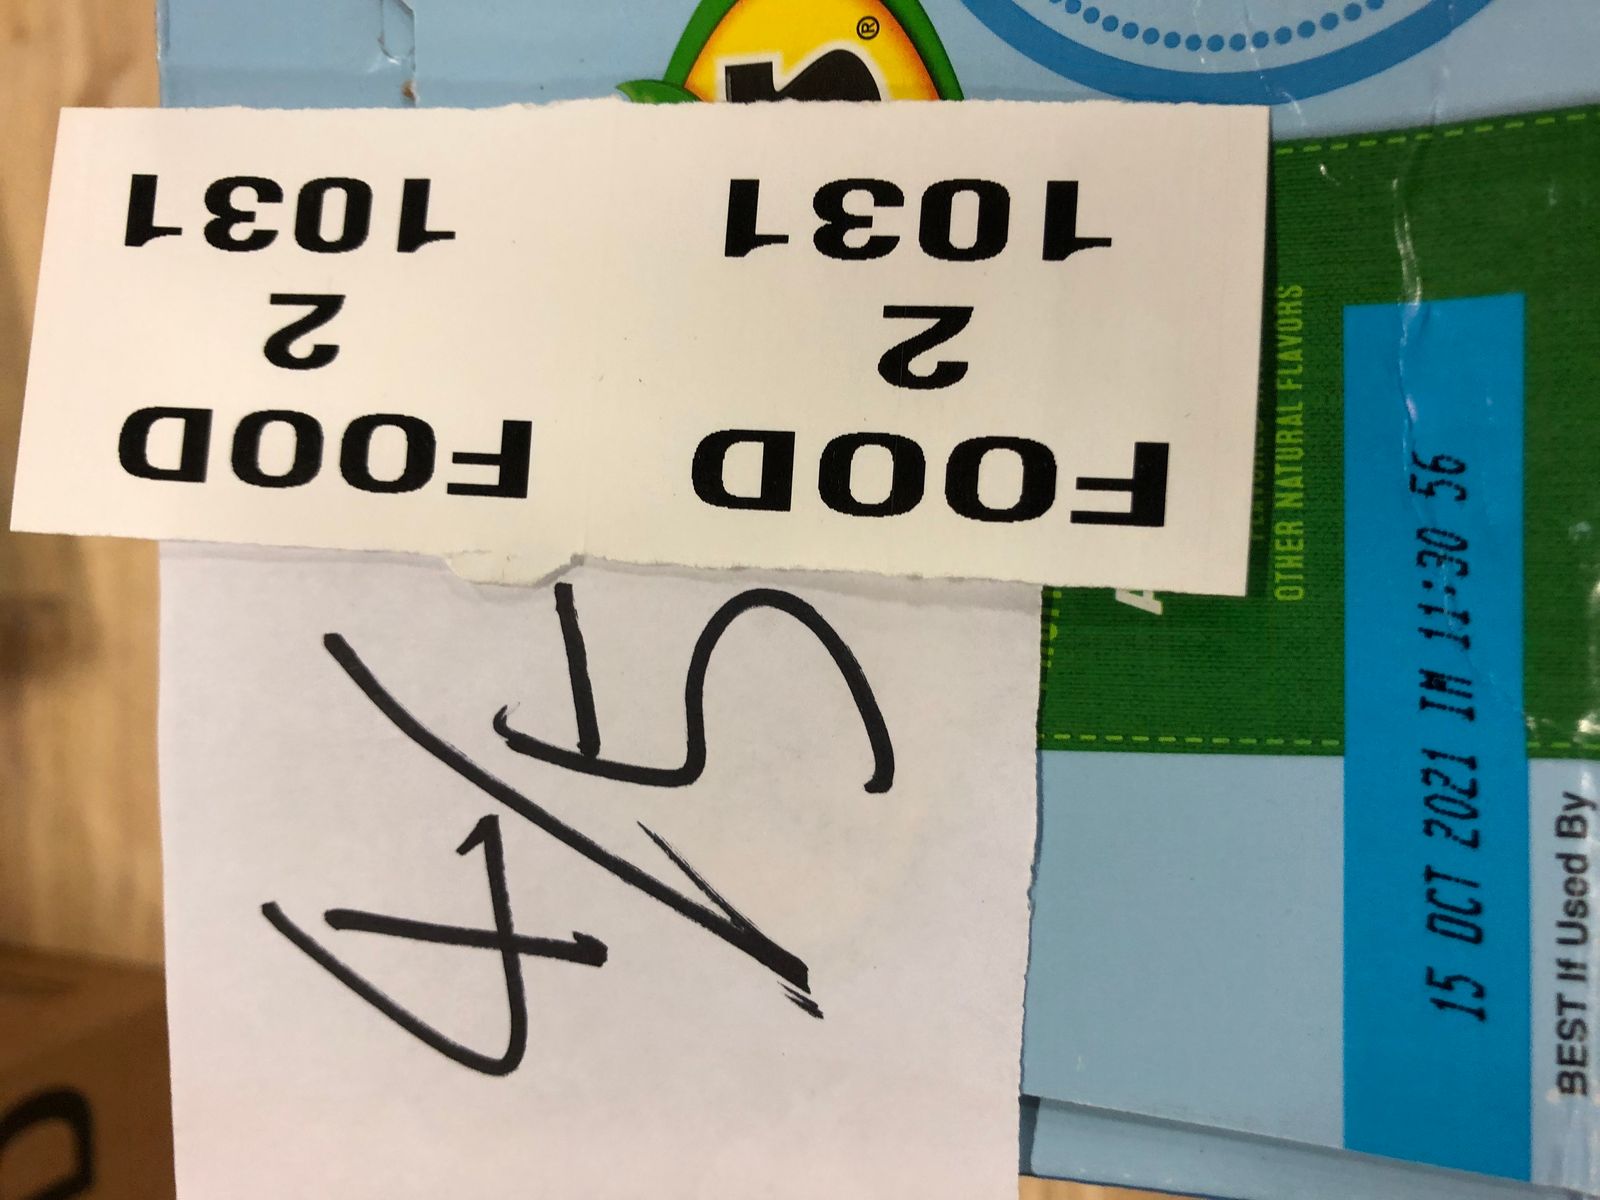 FOOD FOOD
2 2
1031 1031
4/5
®
OTHER NATURAL FLAVORS
15 OCT 2021 IM 11:30 56
BEST If Used By